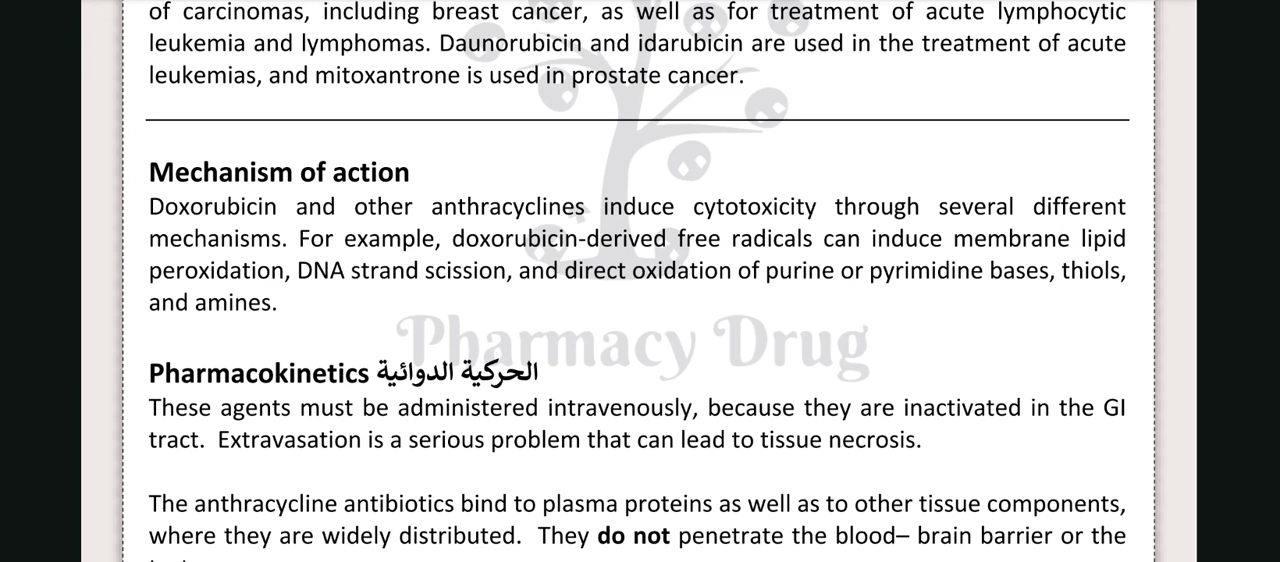 of carcinomas, including breast cancer, as well as for treatment of acute lymphocytic
leukemia and lymphomas. Daunorubicin and idarubicin are used in the treatment of acute
leukemias, and mitoxantrone is used in prostate cancer.
Mechanism of action
Doxorubicin and other anthracyclines induce cytotoxicity through several different
mechanisms. For example, doxorubicin-derived free radicals can induce membrane lipid
peroxidation, DNA strand scission, and direct oxidation of purine or pyrimidine bases, thiols,
and amines.
Pharmacy Drug
Pharmacokinetics الحركية الدوائية
These agents must be administered intravenously, because they are inactivated in the GI
tract. Extravasation is a serious problem that can lead to tissue necrosis.
The anthracycline antibiotics bind to plasma proteins as well as to other tissue components,
where they are widely distributed. They do not penetrate the blood– brain barrier or the